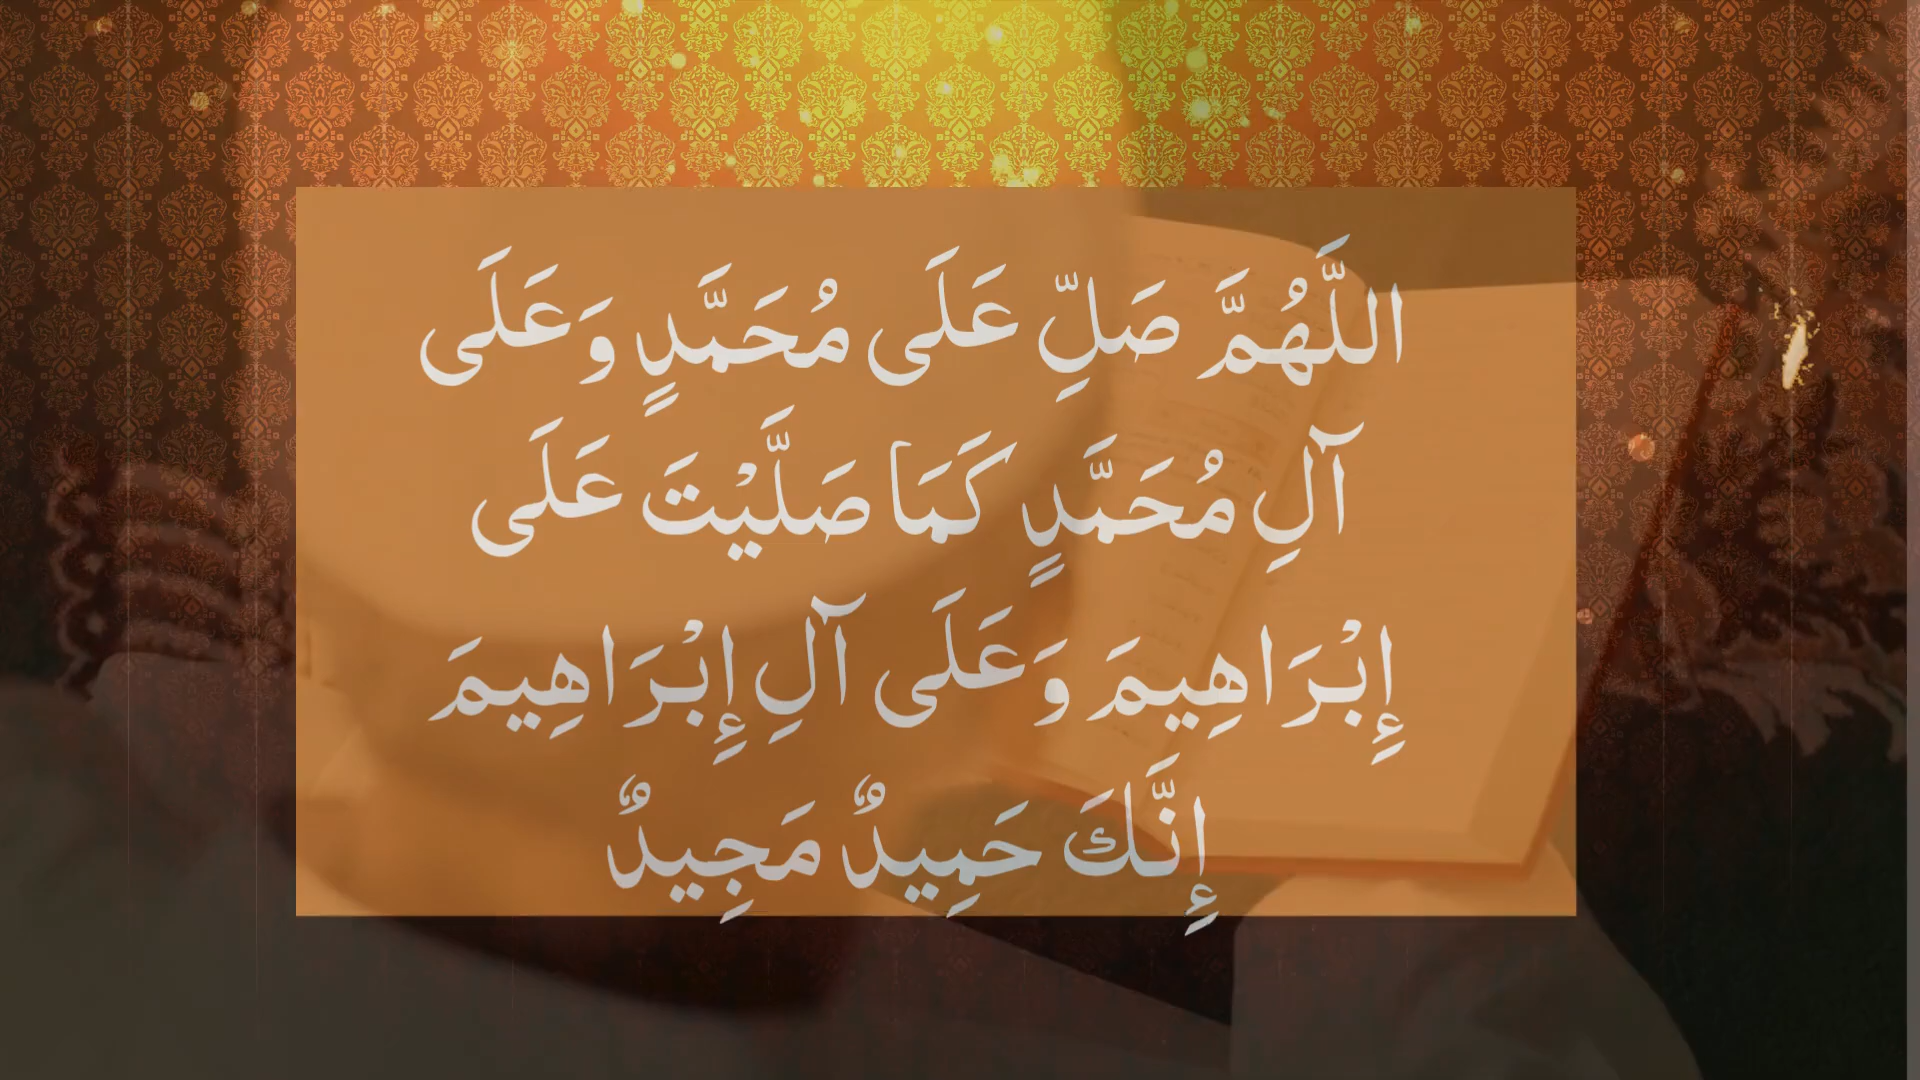 اللَّهُمَّ صَلِّ عَلَى مُحَمَّدٍ وَعَلَى
آلِ مُحَمَّدٍ كَمَا صَلَّيْتَ عَلَى
إِبْرَاهِيمَ وَعَلَى آلِ إِبْرَاهِيمَ
إِنَّكَ حَمِيدٌ مَجِيدٌ